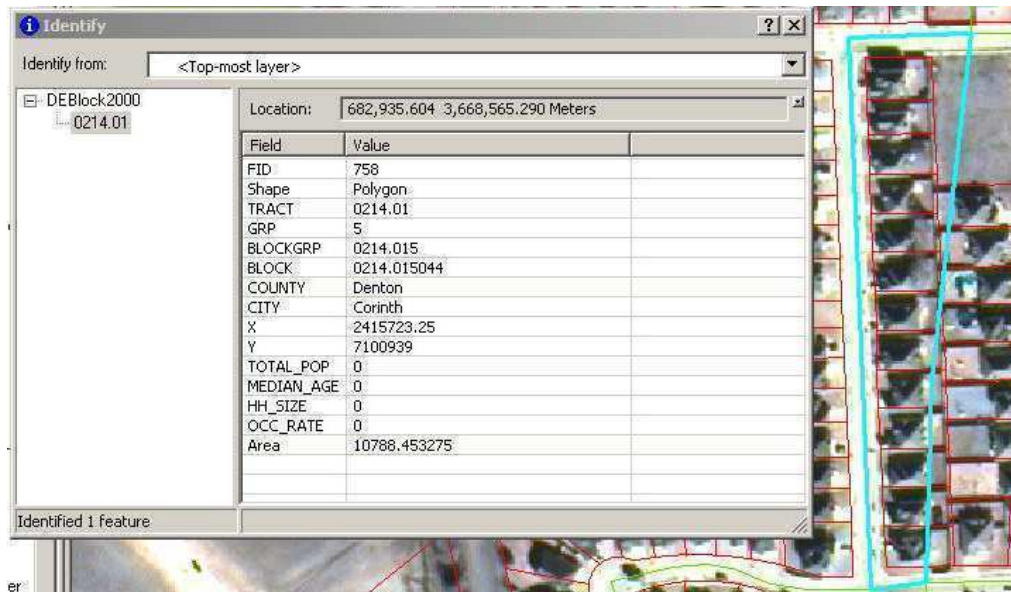 Identify
Identify from: <Top-most layer>
DEBlock2000
0214.01
Location: 682,935.604 3,668,565.290 Meters
Field Value
FID 758
Shape Polygon
TRACT 0214.01
GRP 5
BLOCKGRP 0214.015
BLOCK 0214.015044
COUNTY Denton
CITY Corinth
X 2415723.25
Y 7100939
TOTAL_POP 0
MEDIAN_AGE 0
HH_SIZE 0
OCC_RATE 0
Area 10788.453275
Identified 1 feature
er